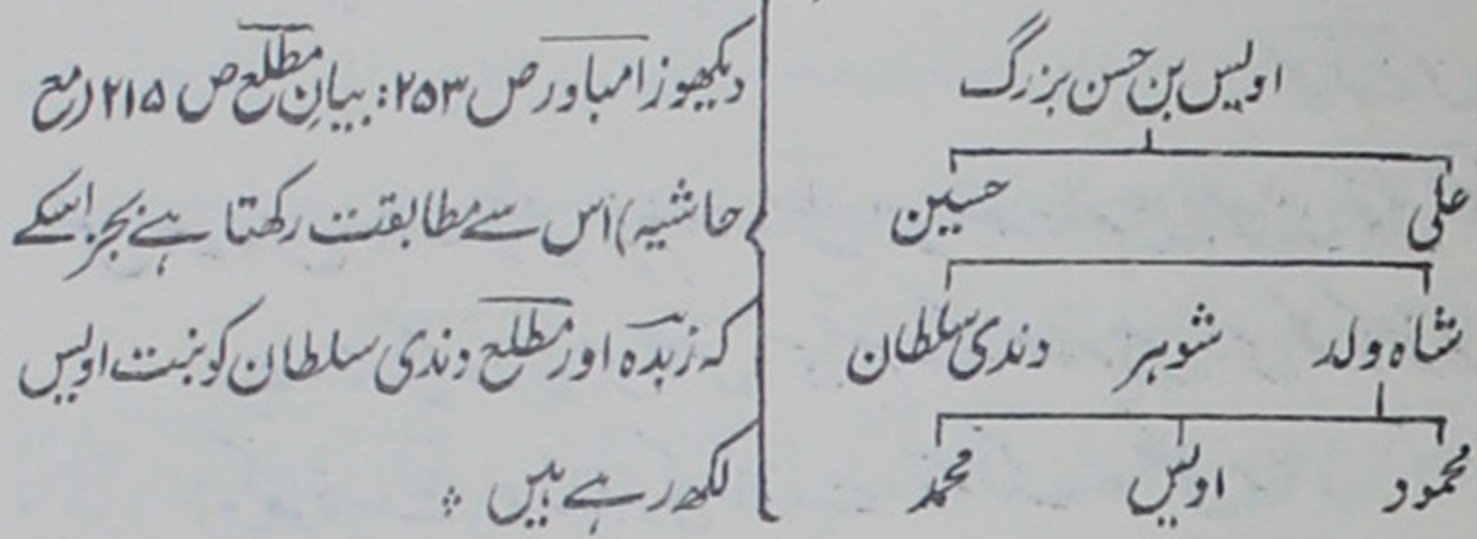 اویس بن حسن بزرگ
علی حسین
شاہ ولد شوہر وندی سلطان
محمود اویس محمد
دیکھو زامباور ص ۲۵۳: بیانِ مطلع ص ۲۱۵ (مع
حاشیہ) اس سے مطابقت رکھتا ہے بجز اسکے
کہ زبدہ اور مطلع وندی سلطان کو بنت اویس
لکھ رہے ہیں ؞